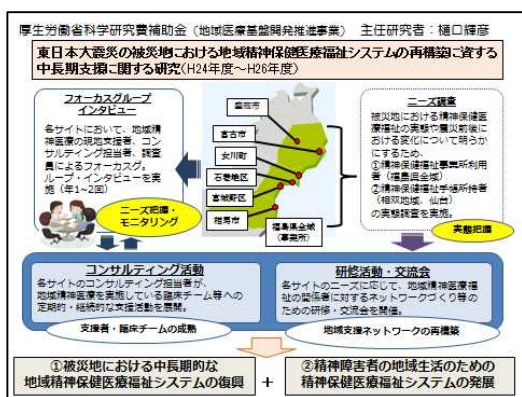 厚生労働省科学研究費補助金（地域医療基盤開発推進事業）　主任研究者：樋口輝彦
東日本大震災の被災地における地域精神保健医療福祉システムの再構築に資する
中長期支援に関する研究(H24年度～H26年度)
フォーカスグループ
インタビュー
各サイトにおいて、地域精
神医療の現地支援者、コン
サルティング担当者、調査
員によるフォーカスグ
ループ・インタビューを実
施（年1～2回）
ニーズ把握・
モニタリング
盛岡市
宮古市
女川町
石巻地区
宮城野区
相馬市
福島県全域
（事業所）
ニーズ調査
被災地における精神保健医
療福祉の実態や震災前後に
おける変化について明らか
にするため、
①精神保健福祉事業所利用
者（福島県全域）
②精神保健福祉手帳所持者
（相双地域、仙台）
の実態調査を実施。
実態把握
コンサルティング活動
各サイトのコンサルティング担当者が、
地域精神医療を実施している臨床チーム等への
定期的・継続的な支援活動を展開。
支援者・臨床チームの成熟
研修活動・交流会
各サイトのニーズに応じて、地域精神保健医療福
祉の関係者に対するネットワークづくり等の
ための研修・交流会を開催。
地域支援ネットワークの再構築
①被災地における中長期的な
地域精神保健医療福祉システムの復興
+
②精神障害者の地域生活のための
精神保健医療福祉システムの発展